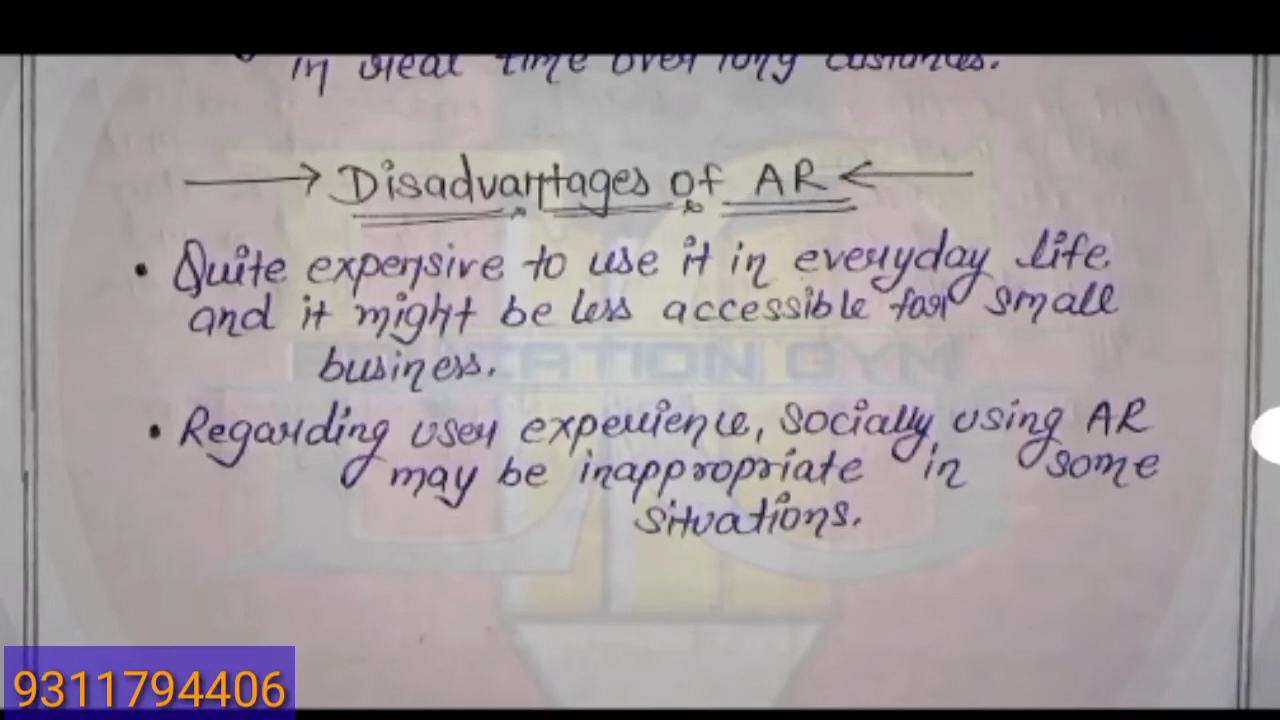 in real time over long distances.
→ Disadvantages of AR ←
• Quite expensive to use it in everyday life
and it might be less accessible for small
business.
• Regarding user experience, socially using AR
may be inappropriate in some
situations.
EDUCATION GYM
9311794406